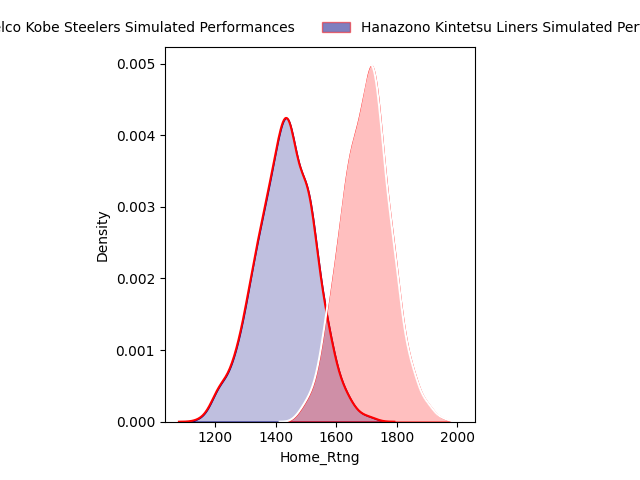 lco Kobe Steelers Simulated Performances
Hanazono Kintetsu Liners Simulated Per
0.005
0.004
0.003
0.002
0.001
0.000
Density
1200 1400 1600 1800 2000
Home_Rtng